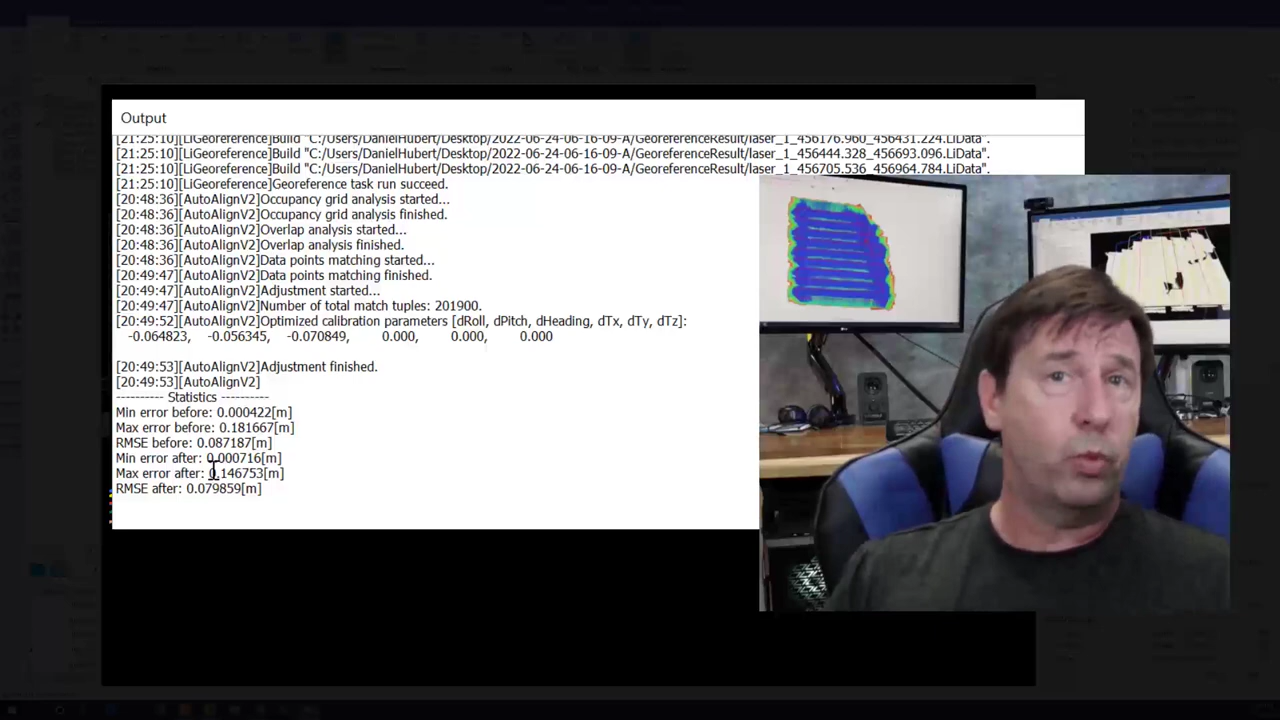 Output
[21:25:10][LiGeoreference]Build "C:/Users/DanielHubert/Desktop/2022-06-24-06-16-09-A/GeoreferenceResult/laser_1_456176.960_456431.224.LiData".
[21:25:10][LiGeoreference]Build "C:/Users/DanielHubert/Desktop/2022-06-24-06-16-09-A/GeoreferenceResult/laser_1_456444.328_456693.096.LiData".
[21:25:10][LiGeoreference]Build "C:/Users/DanielHubert/Desktop/2022-06-24-06-16-09-A/GeoreferenceResult/laser_1_456705.536_456964.784.LiData".
[21:25:10][LiGeoreference]Georeference task run succeed.
[20:48:36][AutoAlignV2]Occupancy grid analysis started...
[20:48:36][AutoAlignV2]Occupancy grid analysis finished.
[20:48:36][AutoAlignV2]Overlap analysis started...
[20:48:36][AutoAlignV2]Overlap analysis finished.
[20:48:36][AutoAlignV2]Data points matching started...
[20:49:47][AutoAlignV2]Data points matching finished.
[20:49:47][AutoAlignV2]Adjustment started...
[20:49:47][AutoAlignV2]Number of total match tuples: 201900.
[20:49:52][AutoAlignV2]Optimized calibration parameters [dRoll, dPitch, dHeading, dTx, dTy, dTz]:
-0.064823, -0.056345, -0.070849, 0.000, 0.000, 0.000
[20:49:53][AutoAlignV2]Adjustment finished.
[20:49:53][AutoAlignV2]
---------- Statistics ----------
Min error before: 0.000422[m]
Max error before: 0.181667[m]
RMSE before: 0.087187[m]
Min error after: 0.000716[m]
Max error after: 0.146753[m]
RMSE after: 0.079859[m]